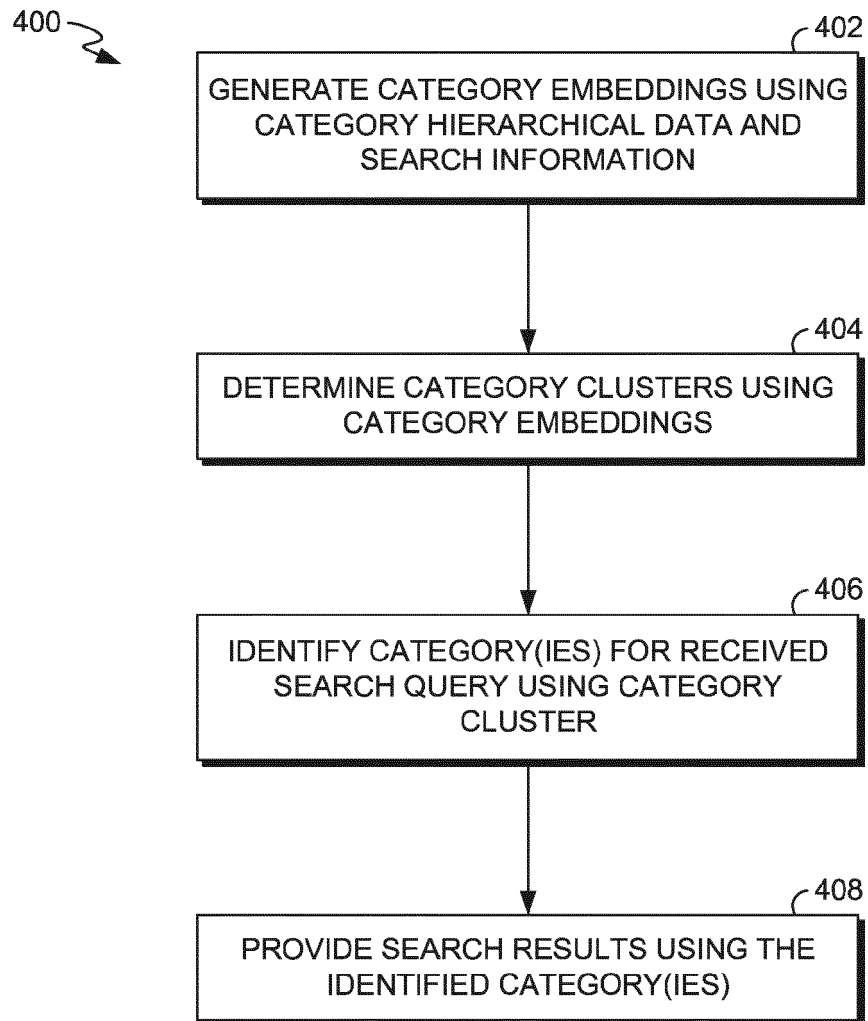 400
402
GENERATE CATEGORY EMBEDDINGS USING
CATEGORY HIERARCHICAL DATA AND
SEARCH INFORMATION
404
DETERMINE CATEGORY CLUSTERS USING
CATEGORY EMBEDDINGS
406
IDENTIFY CATEGORY(IES) FOR RECEIVED
SEARCH QUERY USING CATEGORY
CLUSTER
408
PROVIDE SEARCH RESULTS USING THE
IDENTIFIED CATEGORY(IES)